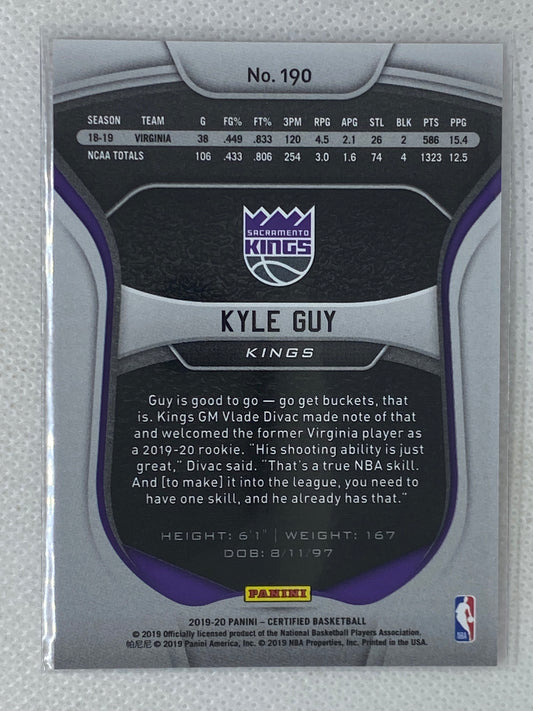 No. 190
SEASON TEAM G FG% FT% 3PM RPG APG STL BLK PTS PPG
18-19 VIRGINIA 38 .449 .833 120 4.5 2.1 26 2 586 15.4
NCAA TOTALS 106 .433 .806 254 3.0 1.6 74 4 1323 12.5
SACRAMENTO
KINGS
KYLE GUY
KINGS
Guy is good to go — go get buckets, that
is. Kings GM Vlade Divac made note of that
and welcomed the former Virginia player as
a 2019-20 rookie. "His shooting ability is just
great," Divac said. "That's a true NBA skill.
And [to make] it into the league, you need to
have one skill, and he already has that."
HEIGHT: 6'1" | WEIGHT: 167
DOB: 8/11/97
PANINI
2019-20 PANINI – CERTIFIED BASKETBALL
© 2019 Officially licensed product of the National Basketball Players Association.
帕尼尼 © 2019 Panini America, Inc. © 2019 NBA Properties, Inc. Printed in the USA.
NBA